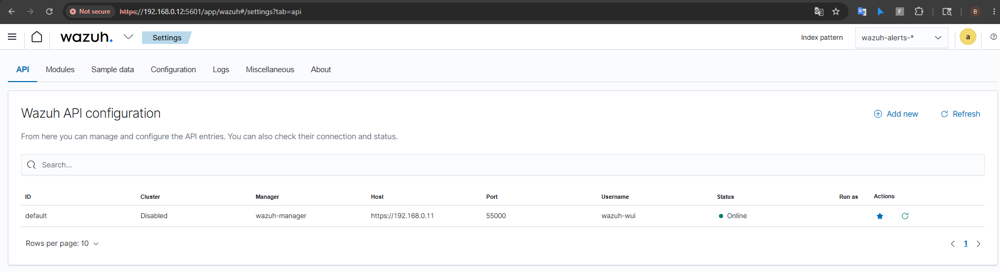 Not secure https://192.168.0.12:5601/app/wazuh#/settings?tab=api F B
wazuh. Settings Index pattern wazuh-alerts-* a
API Modules Sample data Configuration Logs Miscellaneous About
Wazuh API configuration Add new Refresh
From here you can manage and configure the API entries. You can also check their connection and status.
Search...
ID Cluster Manager Host Port Username Status Run as Actions
default Disabled wazuh-manager https://192.168.0.11 55000 wazuh-wui Online
Rows per page: 10 1